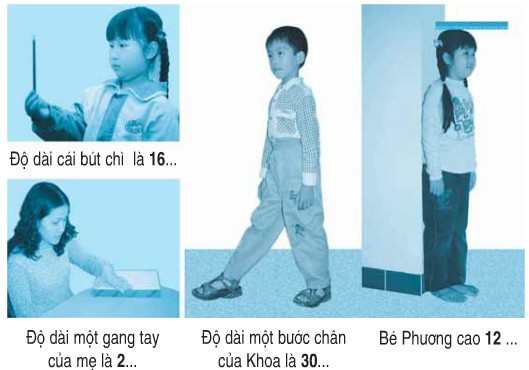 Độ dài cái bút chì là 16...
Độ dài một gang tay
của mẹ là 2...
Độ dài một bước chân
của Khoa là 30...
Bé Phương cao 12 ...